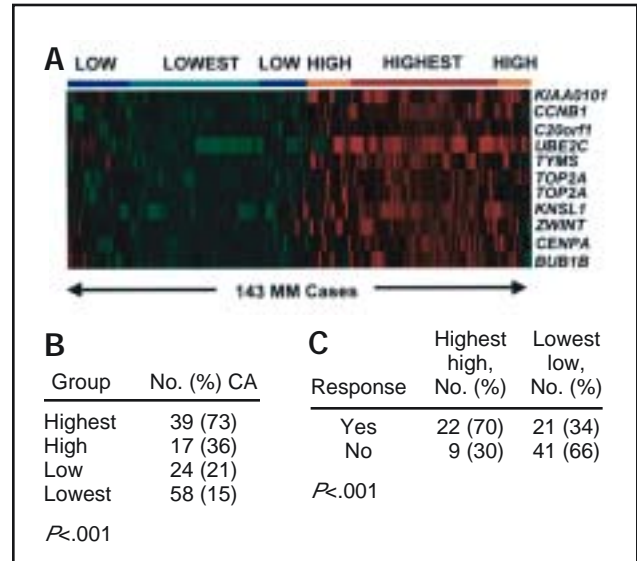 A
LOW LOWEST LOW HIGH HIGHEST HIGH
KIAA0101
CCNB1
C20orf1
UBE2C
TYMS
TOP2A
TOP2A
KNSL1
ZWINT
CENPA
BUB1B
143 MM Cases
B
Group No. (%) CA
Highest 39 (73)
High 17 (36)
Low 24 (21)
Lowest 58 (15)
P<.001
C
Highest Lowest
high, low,
Response No. (%) No. (%)
Yes 22 (70) 21 (34)
No 9 (30) 41 (66)
P<.001